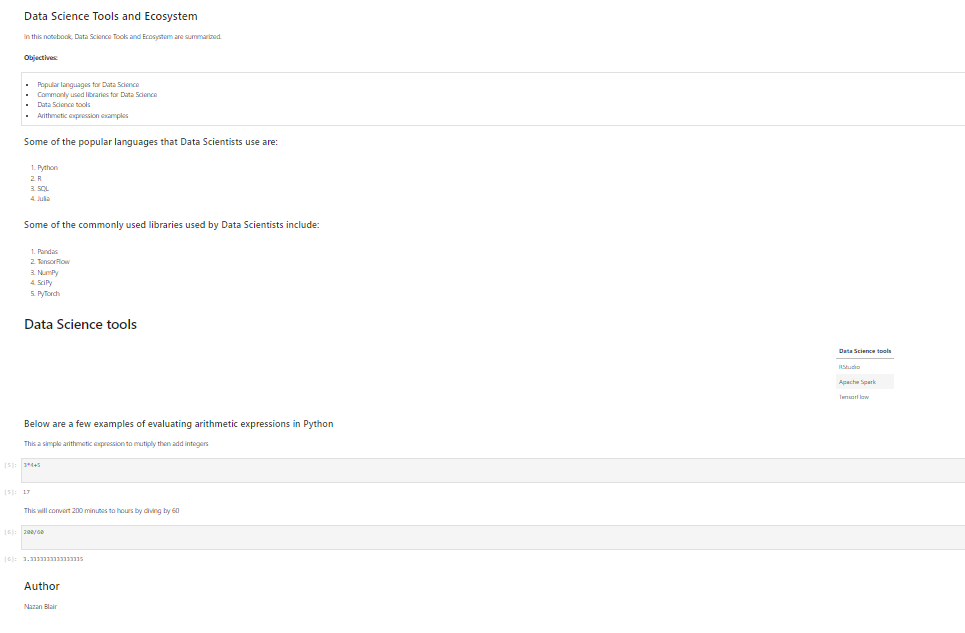 Data Science Tools and Ecosystem
In this notebook, Data Science Tools and Ecosystem are summarized.
Objectives:
• Popular languages for Data Science
• Commonly used libraries for Data Science
• Data Science tools
• Arithmetic expression examples
Some of the popular languages that Data Scientists use are:
1. Python
2. R
3. SQL
4. Julia
Some of the commonly used libraries used by Data Scientists include:
1. Pandas
2. TensorFlow
3. NumPy
4. SciPy
5. PyTorch
Data Science tools
Data Science tools
RStudio
Apache Spark
TensorFlow
Below are a few examples of evaluating arithmetic expressions in Python
This a simple arithmetic expression to mutiply then add integers
3*4+5
17
This will convert 200 minutes to hours by diving by 60
200/60
3.3333333333333335
Author
Nazan Blair